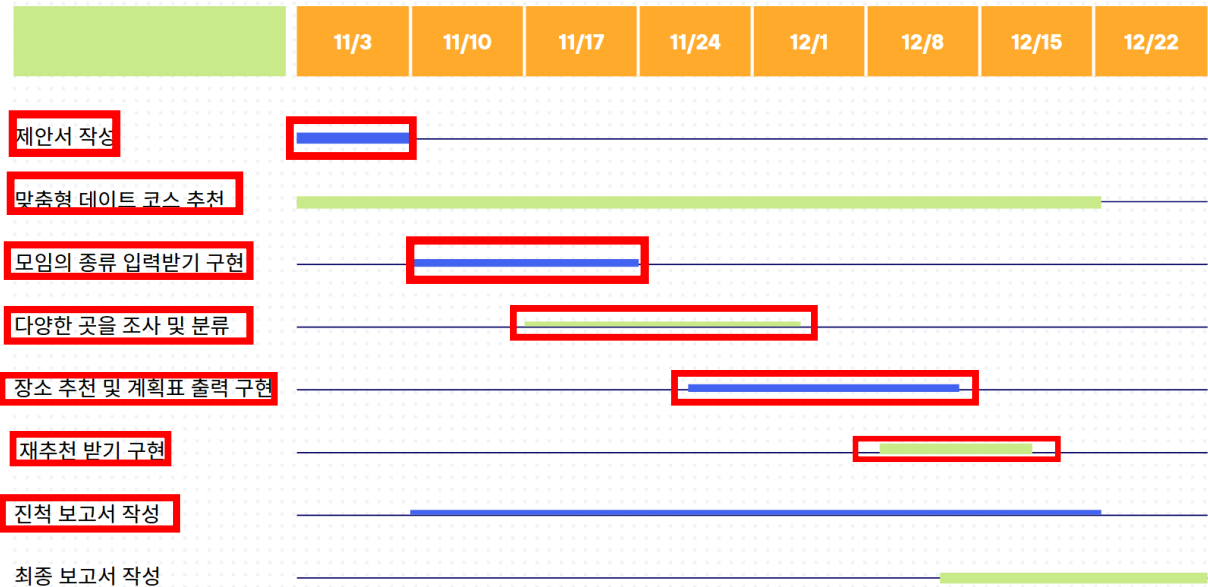 11/3 11/10 11/17 11/24 12/1 12/8 12/15 12/22
제안서 작성
맞춤형 데이트 코스 추천
모임의 종류 입력받기 구현
다양한 곳을 조사 및 분류
장소 추천 및 계획표 출력 구현
재추천 받기 구현
진척 보고서 작성
최종 보고서 작성